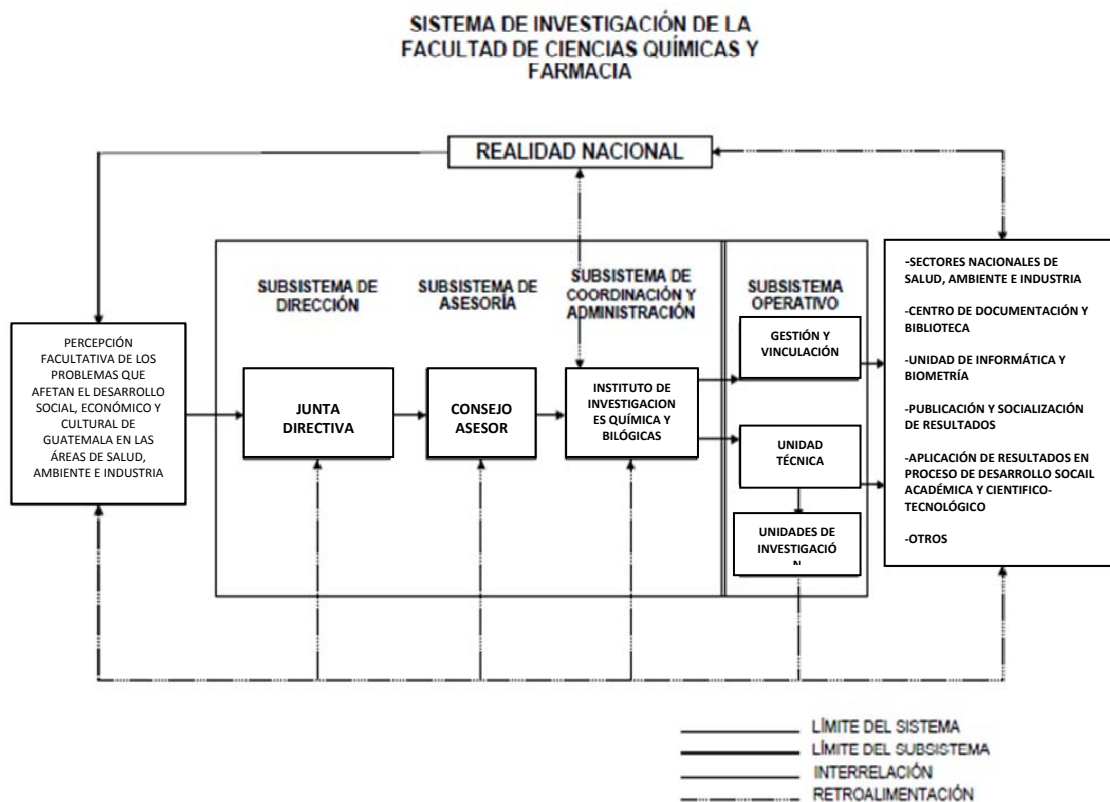 SISTEMA DE INVESTIGACIÓN DE LA
FACULTAD DE CIENCIAS QUÍMICAS Y
FARMACIA
REALIDAD NACIONAL
SUBSISTEMA DE
DIRECCIÓN
SUBSISTEMA DE
ASESORÍA
SUBSISTEMA DE
COORDINACIÓN Y
ADMINISTRACIÓN
SUBSISTEMA
OPERATIVO
PERCEPCIÓN
FACULTATIVA DE LOS
PROBLEMAS QUE
AFETAN EL DESARROLLO
SOCIAL, ECONÓMICO Y
CULTURAL DE
GUATEMALA EN LAS
ÁREAS DE SALUD,
AMBIENTE E INDUSTRIA
JUNTA
DIRECTIVA
CONSEJO
ASESOR
INSTITUTO DE
INVESTIGACION
ES QUÍMICA Y
BILÓGICAS
GESTIÓN Y
VINCULACIÓN
UNIDAD
TÉCNICA
UNIDADES DE
INVESTIGACIÓ
N
-SECTORES NACIONALES DE
SALUD, AMBIENTE E INDUSTRIA
-CENTRO DE DOCUMENTACIÓN Y
BIBLIOTECA
-UNIDAD DE INFORMÁTICA Y
BIOMETRÍA
-PUBLICACIÓN Y SOCIALIZACIÓN
DE RESULTADOS
-APLICACIÓN DE RESULTADOS EN
PROCESO DE DESARROLLO SOCAIL
ACADÉMICA Y CIENTIFICO-
TECNOLÓGICO
-OTROS
LÍMITE DEL SISTEMA
LÍMITE DEL SUBSISTEMA
INTERRELACIÓN
RETROALIMENTACIÓN